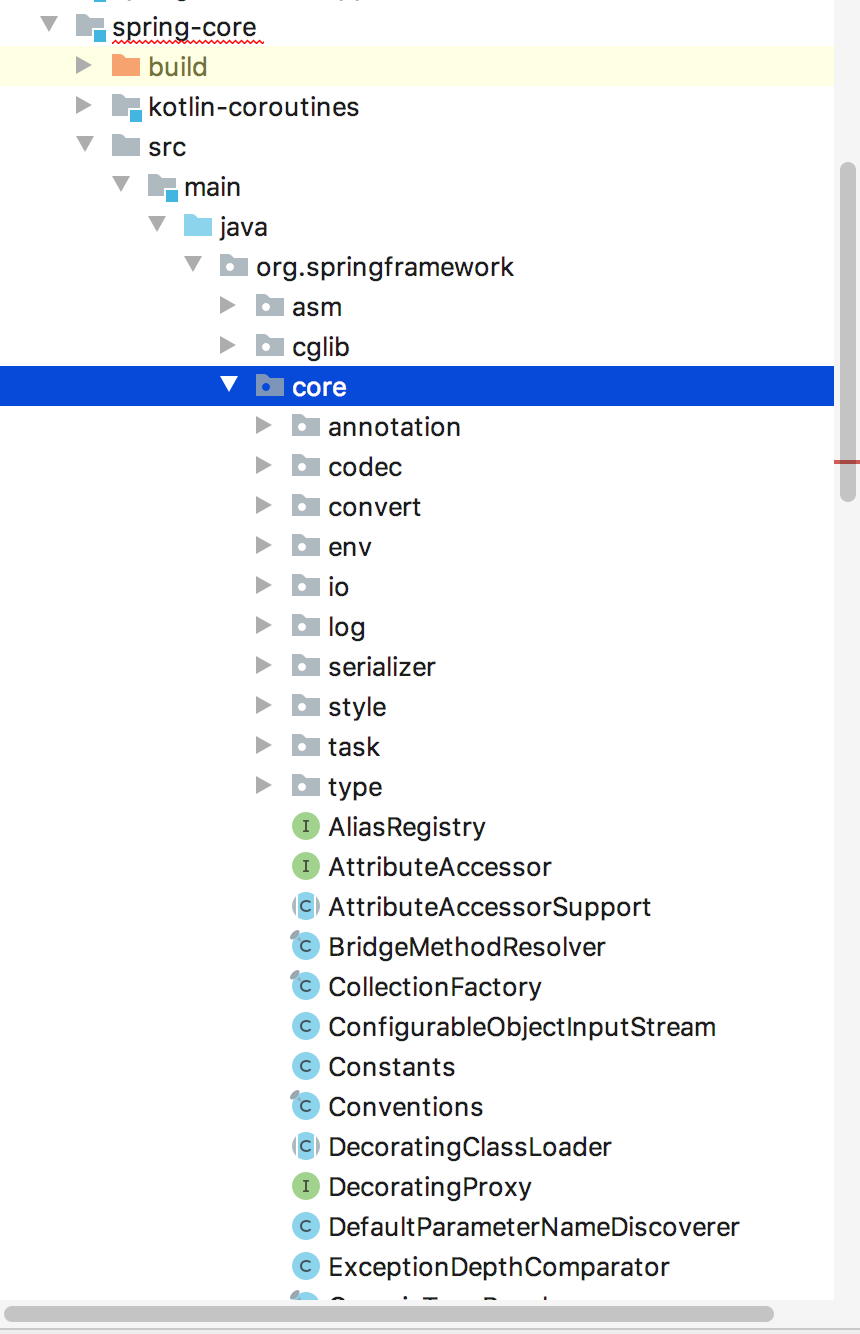 spring-core
build
kotlin-coroutines
src
main
java
org.springframework
asm
cglib
core
annotation
codec
convert
env
io
log
serializer
style
task
type
I AliasRegistry
I AttributeAccessor
C AttributeAccessorSupport
C BridgeMethodResolver
C CollectionFactory
C ConfigurableObjectInputStream
C Constants
C Conventions
C DecoratingClassLoader
I DecoratingProxy
C DefaultParameterNameDiscoverer
C ExceptionDepthComparator